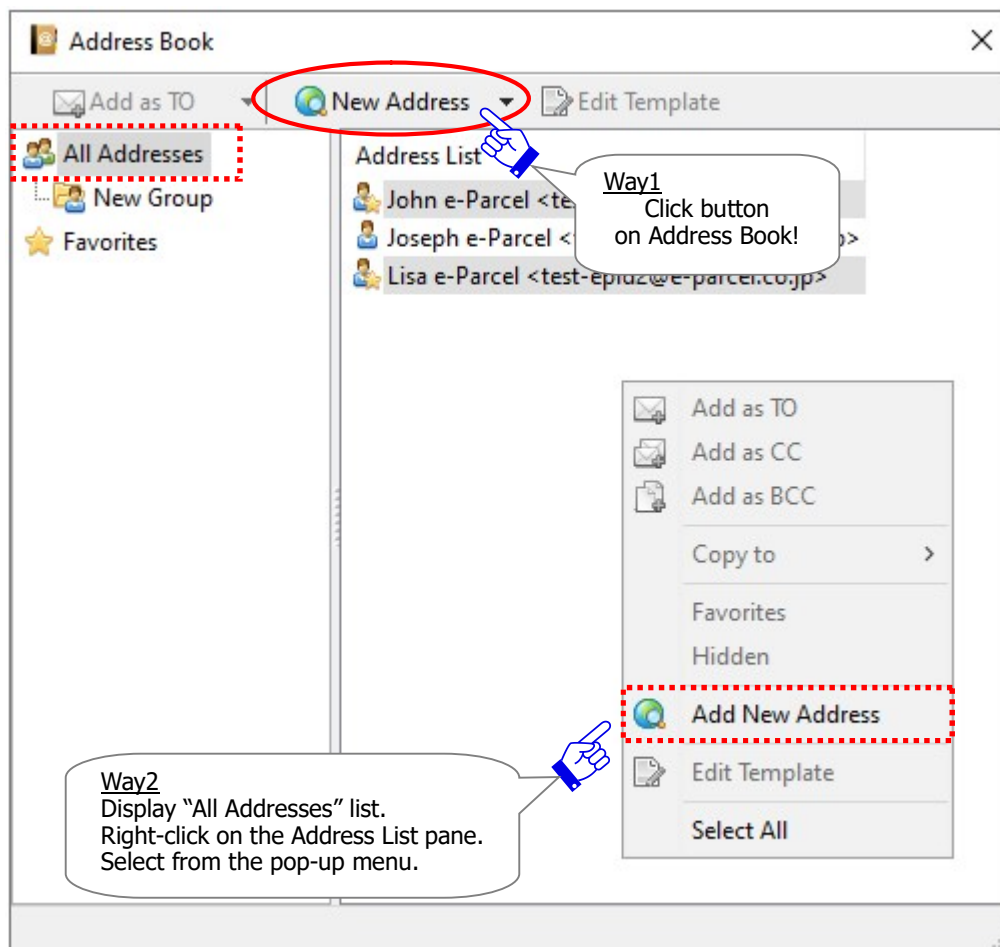 Address Book
Add as TO
New Address
Edit Template
All Addresses
New Group
Favorites
Address List
John e-Parcel <te
Joseph e-Parcel <
>
Lisa e-Parcel <test-epid2@e-parcel.co.jp>
Way1
Click button
on Address Book!
Add as TO
Add as CC
Add as BCC
Copy to
Favorites
Hidden
Add New Address
Edit Template
Select All
Way2
Display “All Addresses” list.
Right-click on the Address List pane.
Select from the pop-up menu.